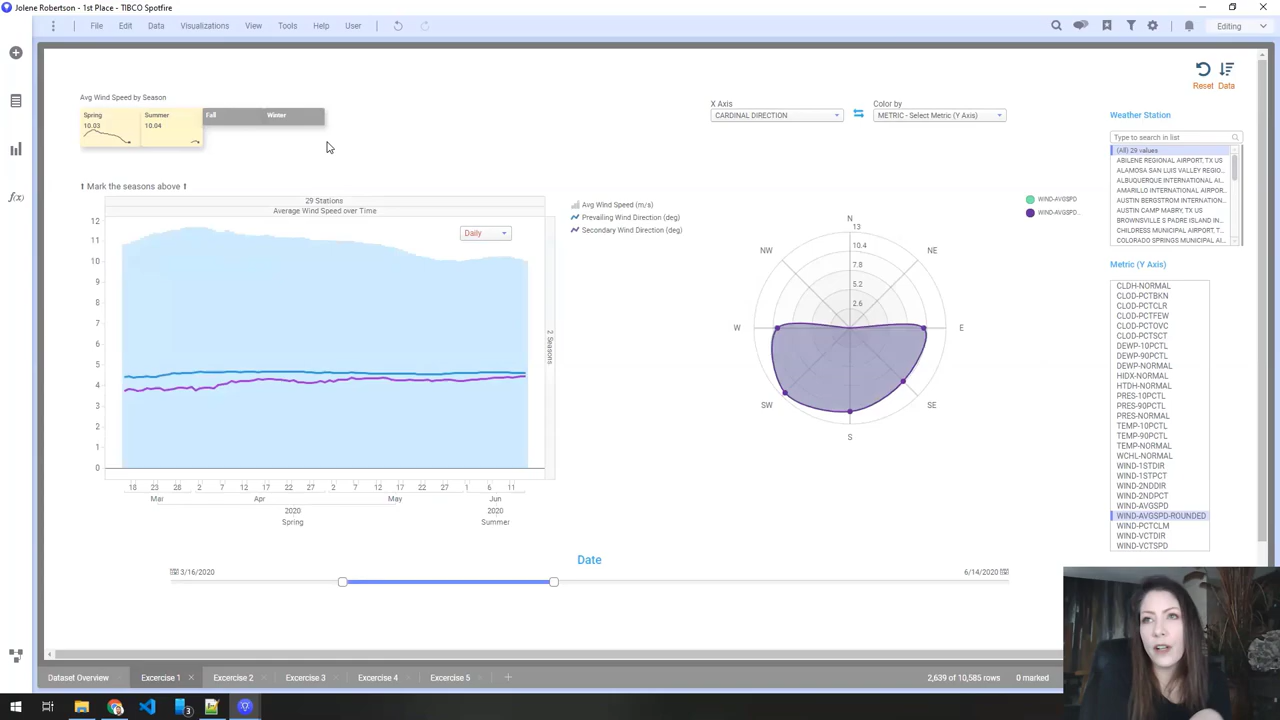 Jolene Robertson - 1st Place - TIBCO Spotfire
File Edit Data Visualizations View Tools Help User
Editing
Reset Data
Avg Wind Speed by Season
Spring
10.03
Summer
10.04
Fall
Winter
X Axis
CARDINAL DIRECTION
Color by
METRIC - Select Metric (Y Axis)
Weather Station
Type to search in list
(All) 29 values
ABILENE REGIONAL AIRPORT, TX US
ALAMOSA SAN LUIS VALLEY REGIO...
ALBUQUERQUE INTERNATIONAL AI...
AMARILLO INTERNATIONAL AIRPOR...
AUSTIN BERGSTROM INTERNATION...
AUSTIN CAMP MABRY, TX US
BROWNSVILLE S PADRE ISLAND IN...
CHILDRESS MUNICIPAL AIRPORT, T...
COLORADO SPRINGS MUNICIPAL AI...
Metric (Y Axis)
CLDH-NORMAL
CLOD-PCTBKN
CLOD-PCTCLR
CLOD-PCTFEW
CLOD-PCTOVC
CLOD-PCTSCT
DEWP-10PCTL
DEWP-90PCTL
DEWP-NORMAL
HIDX-NORMAL
HTDH-NORMAL
PRES-10PCTL
PRES-90PCTL
PRES-NORMAL
TEMP-10PCTL
TEMP-90PCTL
TEMP-NORMAL
WCHL-NORMAL
WIND-1STDIR
WIND-1STPCT
WIND-2NDDIR
WIND-2NDPCT
WIND-AVGSPD
WIND-AVGSPD-ROUNDED
WIND-PCTCLM
WIND-VCTDIR
WIND-VCTSPD
⬆ Mark the seasons above ⬆
29 Stations
Average Wind Speed over Time
Daily
12
11
10
9
8
7
6
5
4
3
2
1
0
2 Seasons
18 23 28 2 7 12 17 22 27 2 7 12 17 22 27 1 6 11
Mar Apr May Jun
2020 2020
Spring Summer
Avg Wind Speed (m/s)
Prevailing Wind Direction (deg)
Secondary Wind Direction (deg)
N
NE
E
SE
S
SW
W
NW
13
10.4
7.8
5.2
2.6
WIND-AVGSPD
WIND-AVGSPD...
Date
3/16/2020
6/14/2020
Dataset Overview
Excercise 1
Excercise 2
Excercise 3
Excercise 4
Excercise 5
2,639 of 10,585 rows
0 marked
f(x)